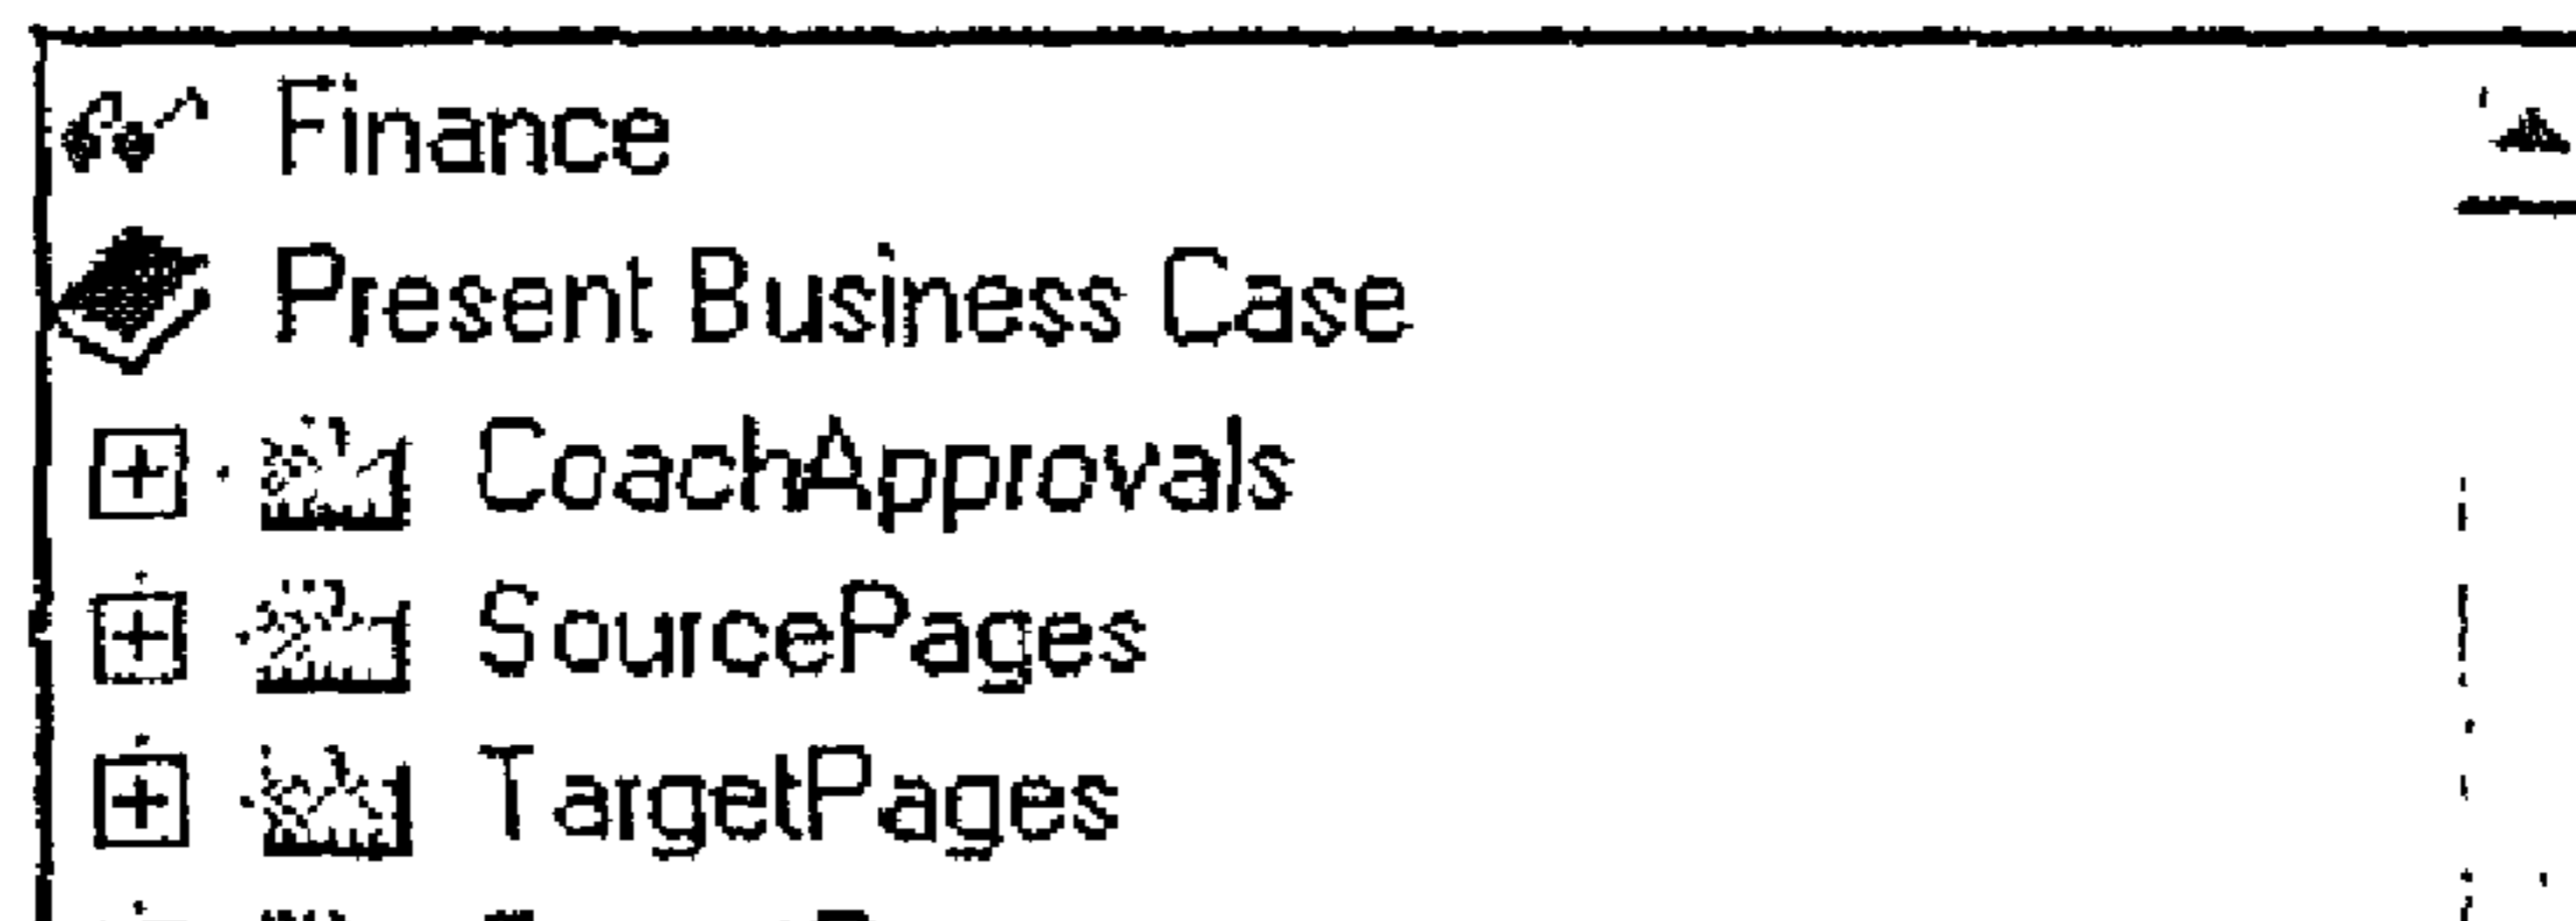 Finance
Present Business Case
CoachApprovals
SourcePages
TargetPages